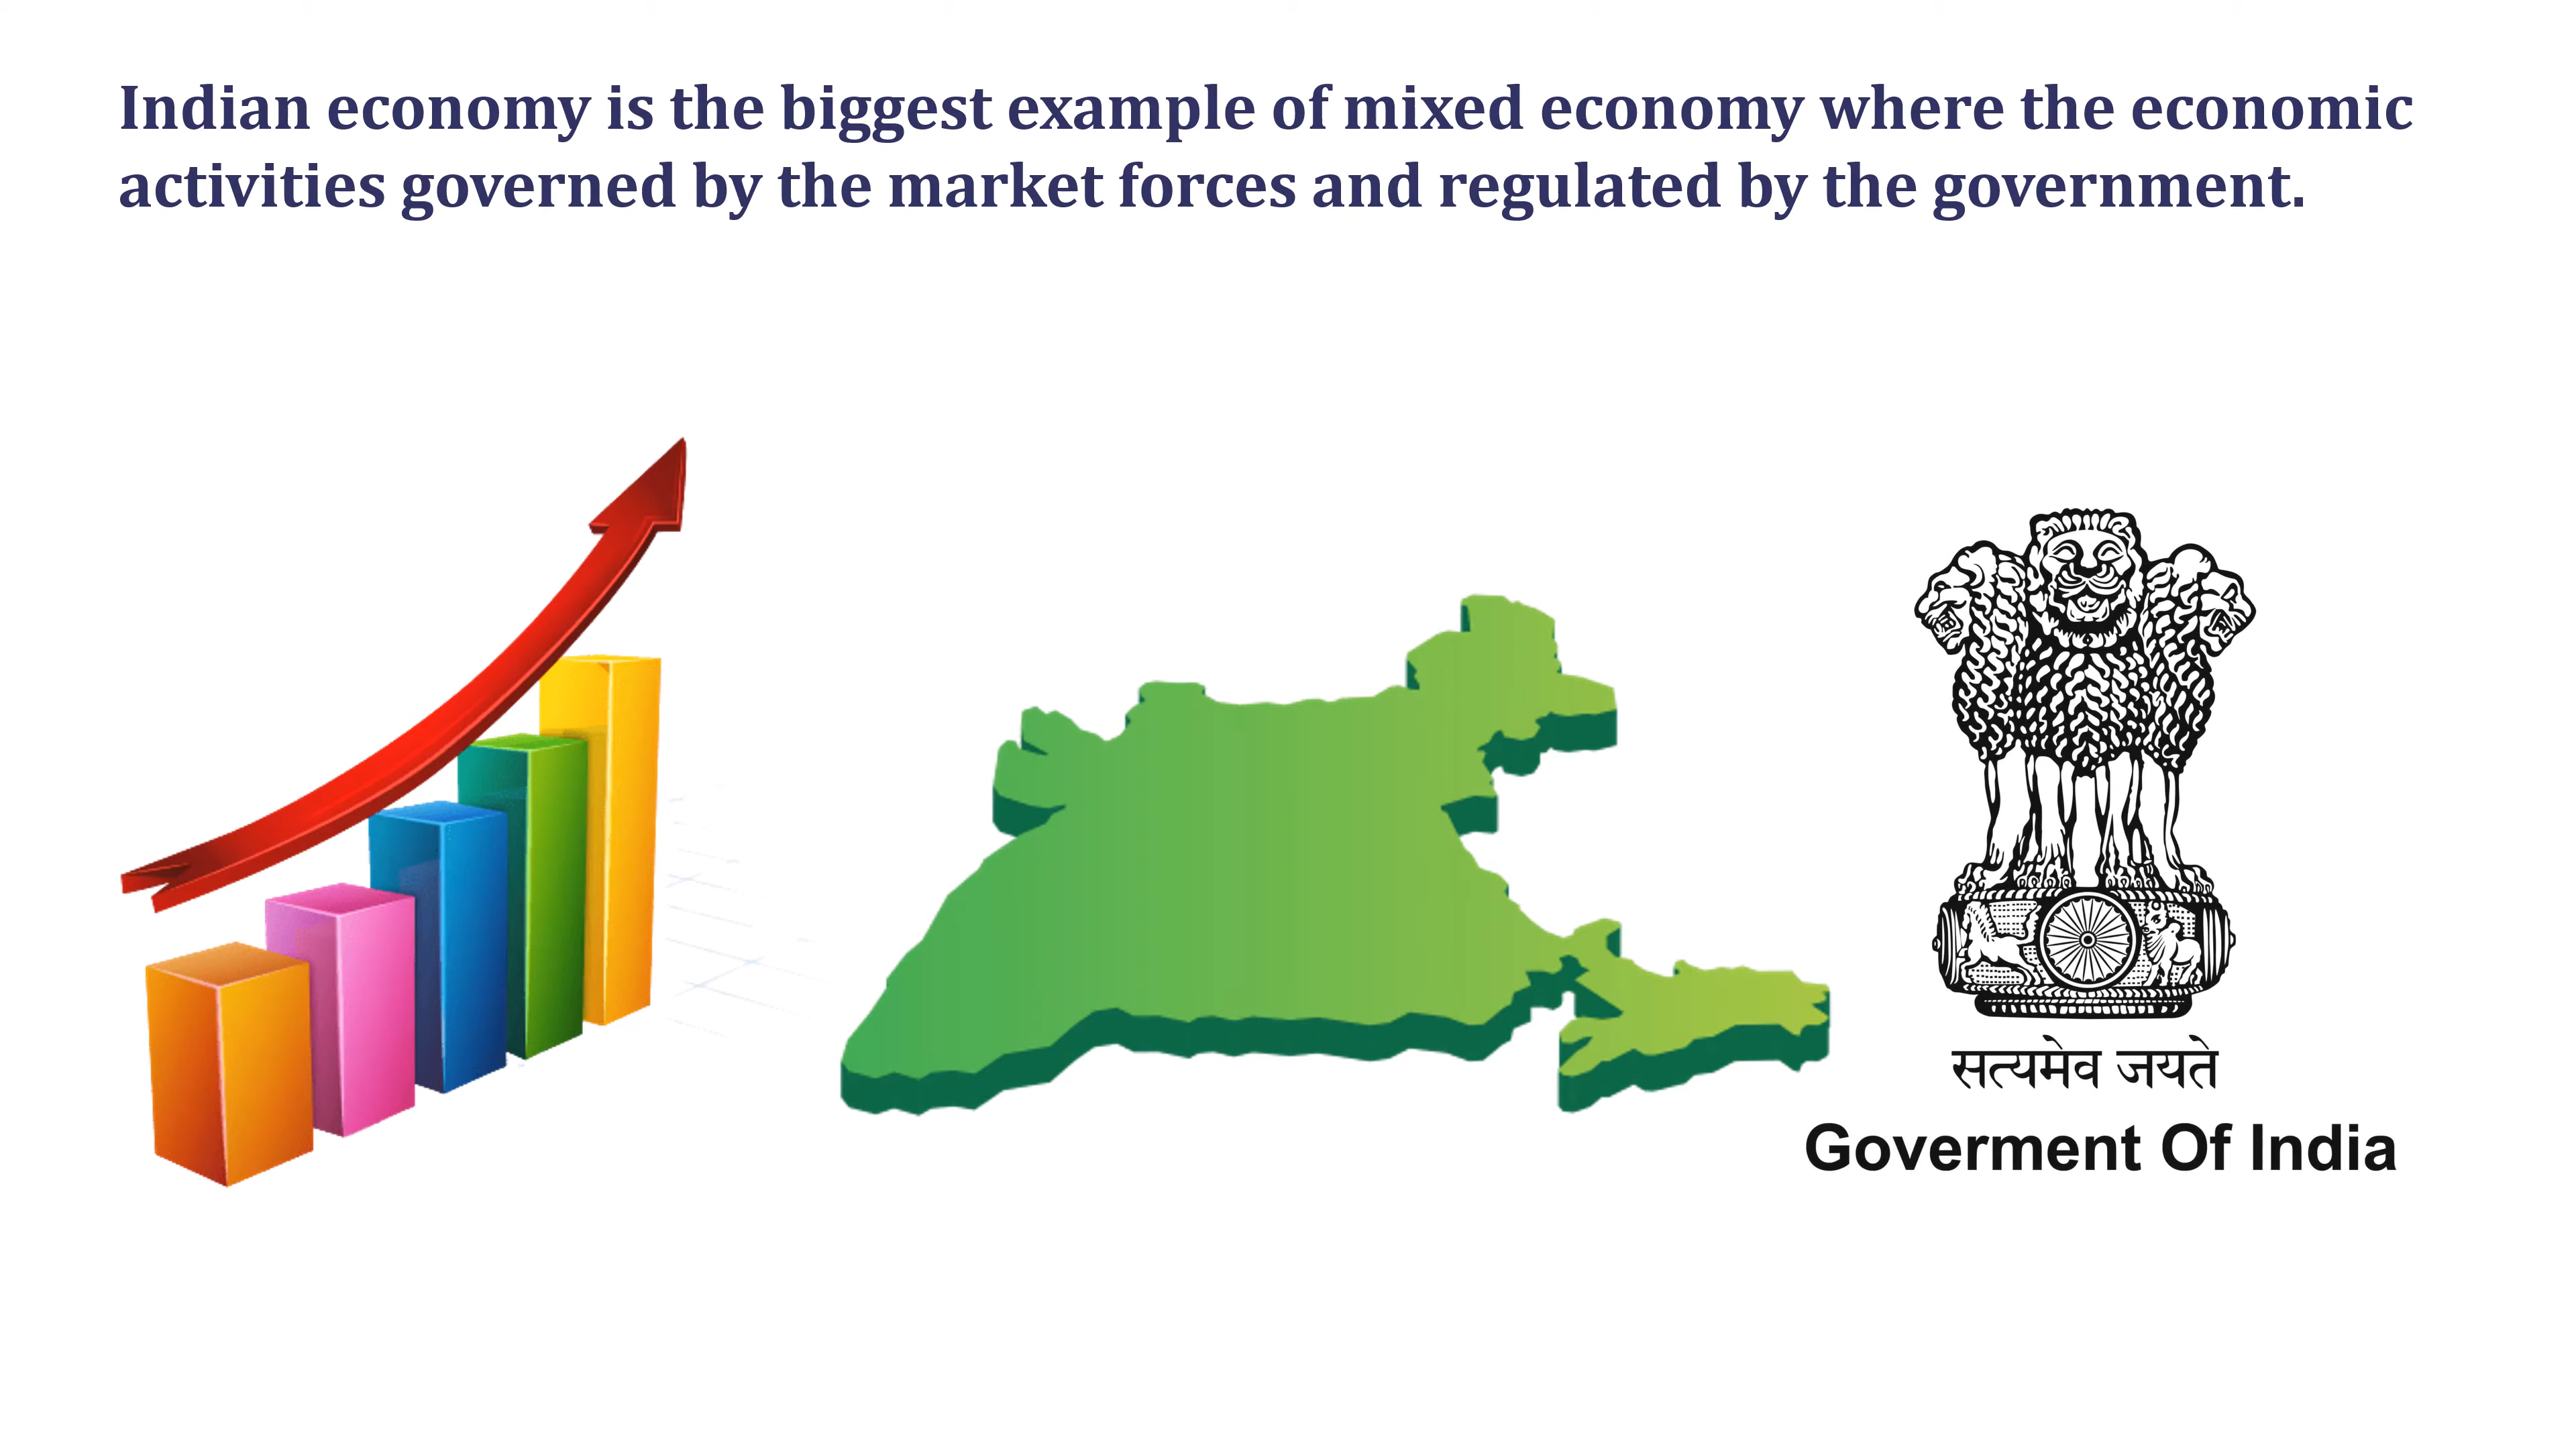 Indian economy is the biggest example of mixed economy where the economic
activities governed by the market forces and regulated by the government.
सत्यमेव जयते
Goverment Of India